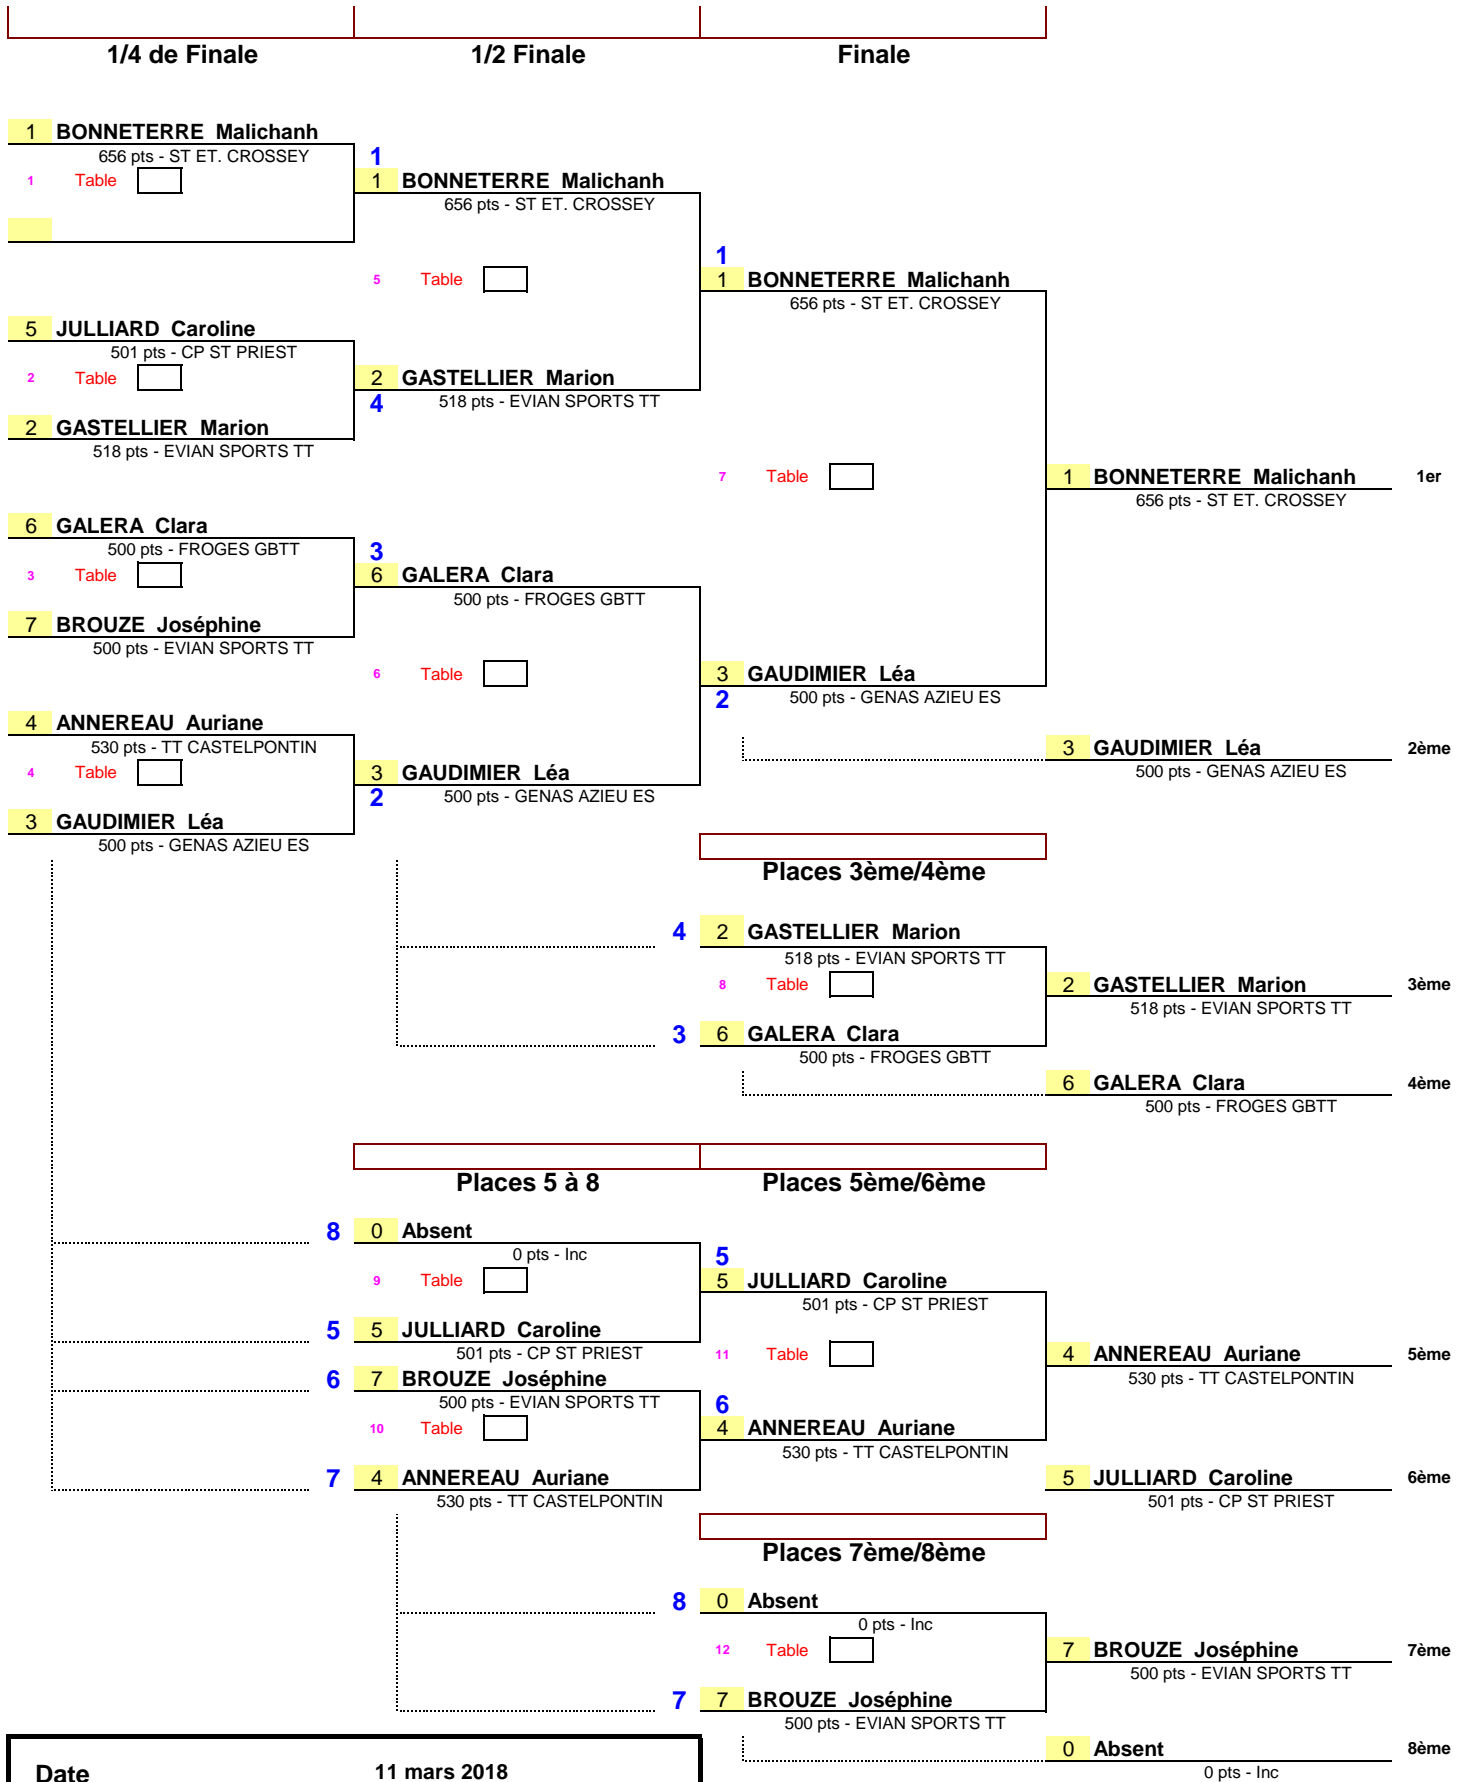 1/4 de Finale 1/2 Finale Finale
1 BONNETERRE Malichanh
656 pts - ST ET. CROSSEY
1
1 Table
1 BONNETERRE Malichanh
656 pts - ST ET. CROSSEY
1
5 Table
1 BONNETERRE Malichanh
656 pts - ST ET. CROSSEY
5 JULLIARD Caroline
501 pts - CP ST PRIEST
2 Table
2 GASTELLIER Marion
4
518 pts - EVIAN SPORTS TT
2 GASTELLIER Marion
518 pts - EVIAN SPORTS TT
7 Table
1 BONNETERRE Malichanh 1er
656 pts - ST ET. CROSSEY
6 GALERA Clara
500 pts - FROGES GBTT
3
3 Table
6 GALERA Clara
500 pts - FROGES GBTT
7 BROUZE Joséphine
500 pts - EVIAN SPORTS TT
6 Table
3 GAUDIMIER Léa
2
500 pts - GENAS AZIEU ES
4 ANNEREAU Auriane
530 pts - TT CASTELPONTIN
3 GAUDIMIER Léa 2ème
500 pts - GENAS AZIEU ES
4 Table
3 GAUDIMIER Léa
2
500 pts - GENAS AZIEU ES
3 GAUDIMIER Léa
500 pts - GENAS AZIEU ES
Places 3ème/4ème
4 2 GASTELLIER Marion
518 pts - EVIAN SPORTS TT
8 Table
2 GASTELLIER Marion 3ème
518 pts - EVIAN SPORTS TT
3 6 GALERA Clara
500 pts - FROGES GBTT
6 GALERA Clara 4ème
500 pts - FROGES GBTT
Places 5 à 8 Places 5ème/6ème
8 0 Absent
0 pts - Inc
5
9 Table
5 JULLIARD Caroline
501 pts - CP ST PRIEST
5 5 JULLIARD Caroline
501 pts - CP ST PRIEST
11 Table
4 ANNEREAU Auriane 5ème
530 pts - TT CASTELPONTIN
6 7 BROUZE Joséphine
500 pts - EVIAN SPORTS TT
6
10 Table
4 ANNEREAU Auriane
530 pts - TT CASTELPONTIN
7 4 ANNEREAU Auriane
530 pts - TT CASTELPONTIN
5 JULLIARD Caroline 6ème
501 pts - CP ST PRIEST
Places 7ème/8ème
8 0 Absent
0 pts - Inc
12 Table
7 BROUZE Joséphine 7ème
500 pts - EVIAN SPORTS TT
7 7 BROUZE Joséphine
500 pts - EVIAN SPORTS TT
0 Absent 8ème
0 pts - Inc
Date 11 mars 2018